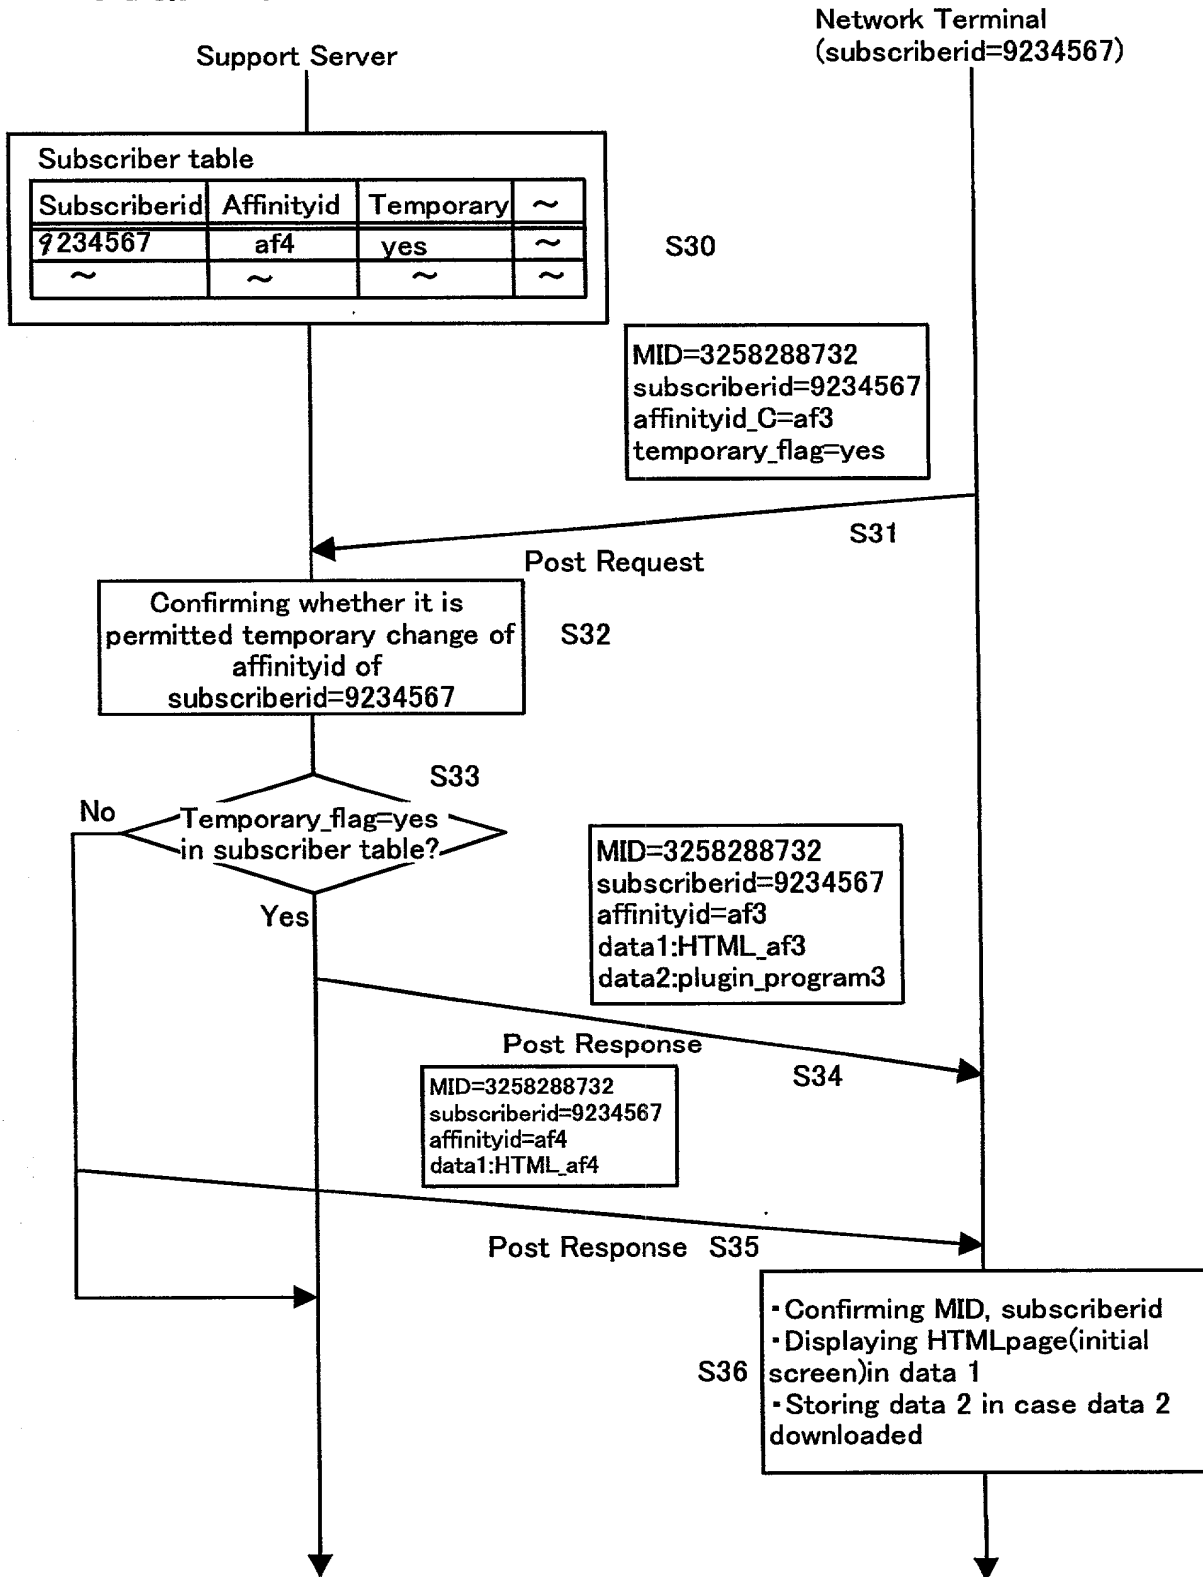 Network Terminal
(subscriberid=9234567)
Support Server
Subscriber table
Subscriberid Affinityid Temporary ~
9234567 af4 yes ~
~ ~ ~ ~
S30
MID=3258288732
subscriberid=9234567
affinityid_C=af3
temporary_flag=yes
S31
Post Request
Confirming whether it is
permitted temporary change of
affinityid of
subscriberid=9234567
S32
S33
No
Temporary_flag=yes
in subscriber table?
Yes
MID=3258288732
subscriberid=9234567
affinityid=af3
data1:HTML_af3
data2:plugin_program3
Post Response
S34
MID=3258288732
subscriberid=9234567
affinityid=af4
data1:HTML_af4
Post Response S35
・Confirming MID, subscriberid
・Displaying HTMLpage(initial
screen)in data 1
・Storing data 2 in case data 2
downloaded
S36